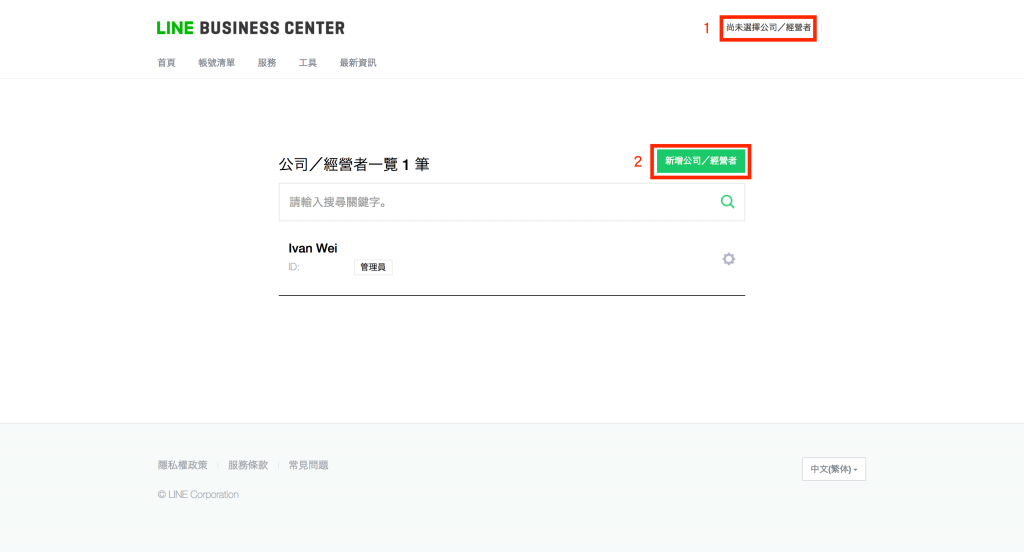 LINE BUSINESS CENTER
1 尚未選擇公司／經營者
首頁 帳號清單 服務 工具 最新資訊
公司／經營者一覽 1 筆
2 新增公司／經營者
請輸入搜尋關鍵字。
Ivan Wei
ID: 管理員
隱私權政策 服務條款 常見問題
中文(繁体)
© LINE Corporation